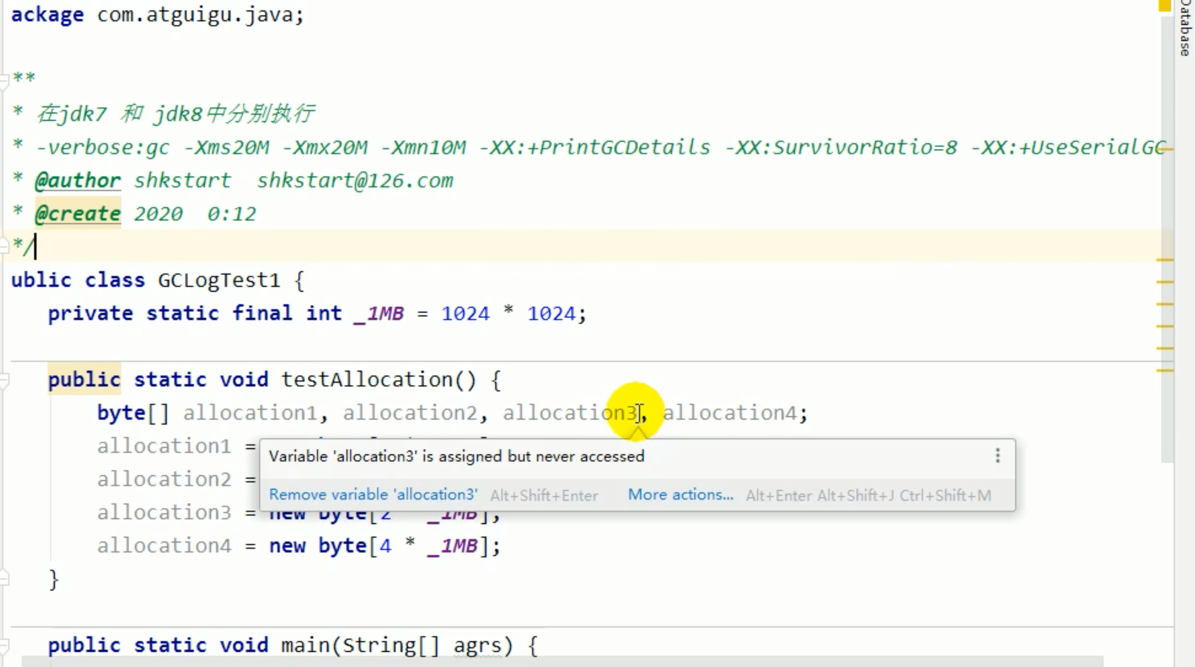 ackage com.atguigu.java;
**
* 在jdk7 和 jdk8中分别执行
* -verbose:gc -Xms20M -Xmx20M -Xmn10M -XX:+PrintGCDetails -XX:SurvivorRatio=8 -XX:+UseSerialGC
* @author shkstart  shkstart@126.com
* @create 2020  0:12
*/
ublic class GCLogTest1 {
private static final int _1MB = 1024 * 1024;
public static void testAllocation() {
byte[] allocation1, allocation2, allocation3, allocation4;
allocation1 =
Variable 'allocation3' is assigned but never accessed
allocation2 =
Remove variable 'allocation3' Alt+Shift+Enter More actions... Alt+Enter Alt+Shift+J Ctrl+Shift+M
allocation3 = new byte[2 * _1MB];
allocation4 = new byte[4 * _1MB];
}
public static void main(String[] agrs) {
Database